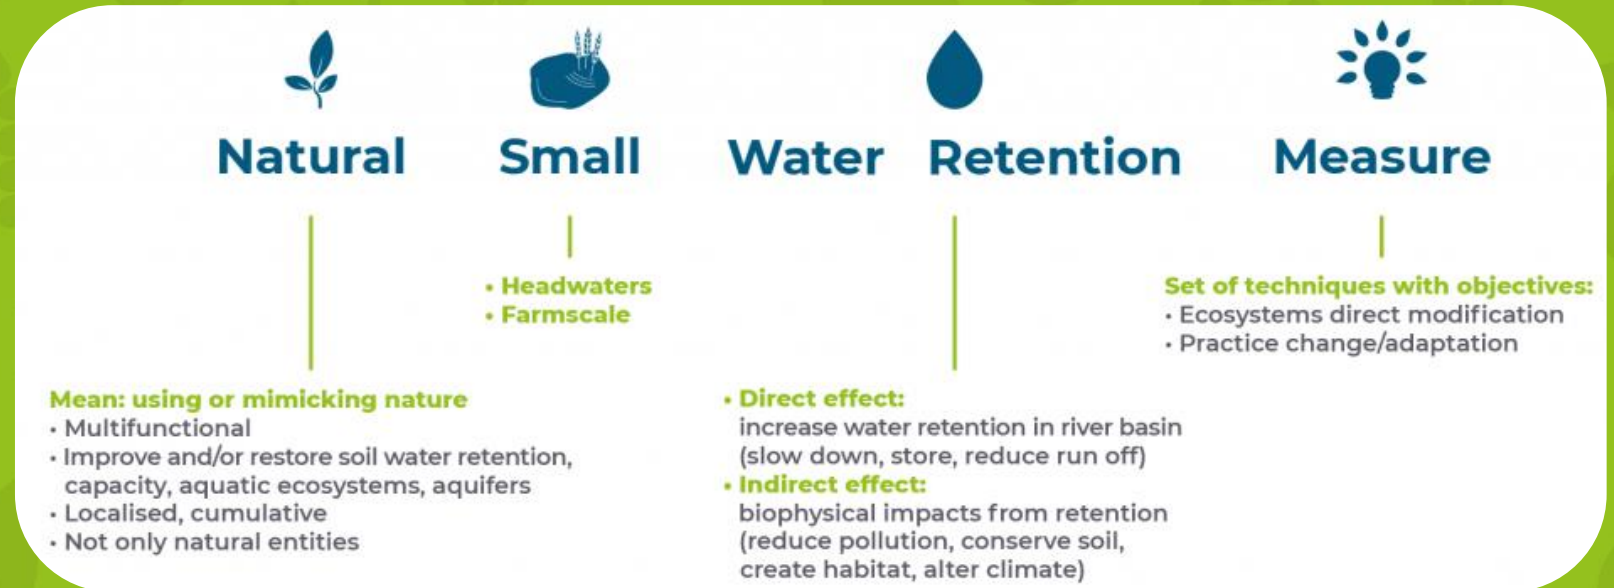 Natural Small Water Retention Measure
• Headwaters
• Farmscale
Set of techniques with objectives:
• Ecosystems direct modification
• Practice change/adaptation
Mean: using or mimicking nature
• Multifunctional
• Improve and/or restore soil water retention,
capacity, aquatic ecosystems, aquifers
• Localised, cumulative
• Not only natural entities
• Direct effect:
increase water retention in river basin
(slow down, store, reduce run off)
• Indirect effect:
biophysical impacts from retention
(reduce pollution, conserve soil,
create habitat, alter climate)